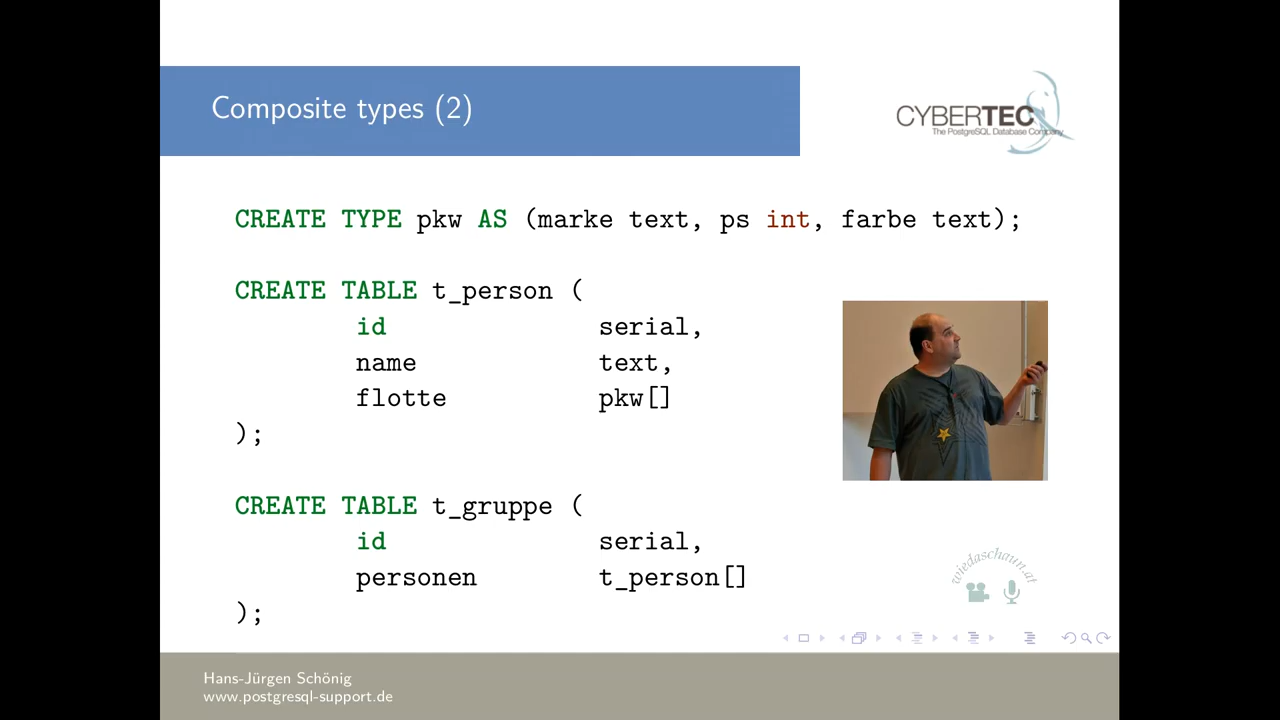 Composite types (2)
CYBERTEC
The PostgreSQL Database Company
CREATE TYPE pkw AS (marke text, ps int, farbe text);
CREATE TABLE t_person (
id serial,
name text,
flotte pkw[]
);
CREATE TABLE t_gruppe (
id serial,
personen t_person[]
);
wiedaschaun.at
Hans-Jürgen Schönig
www.postgresql-support.de